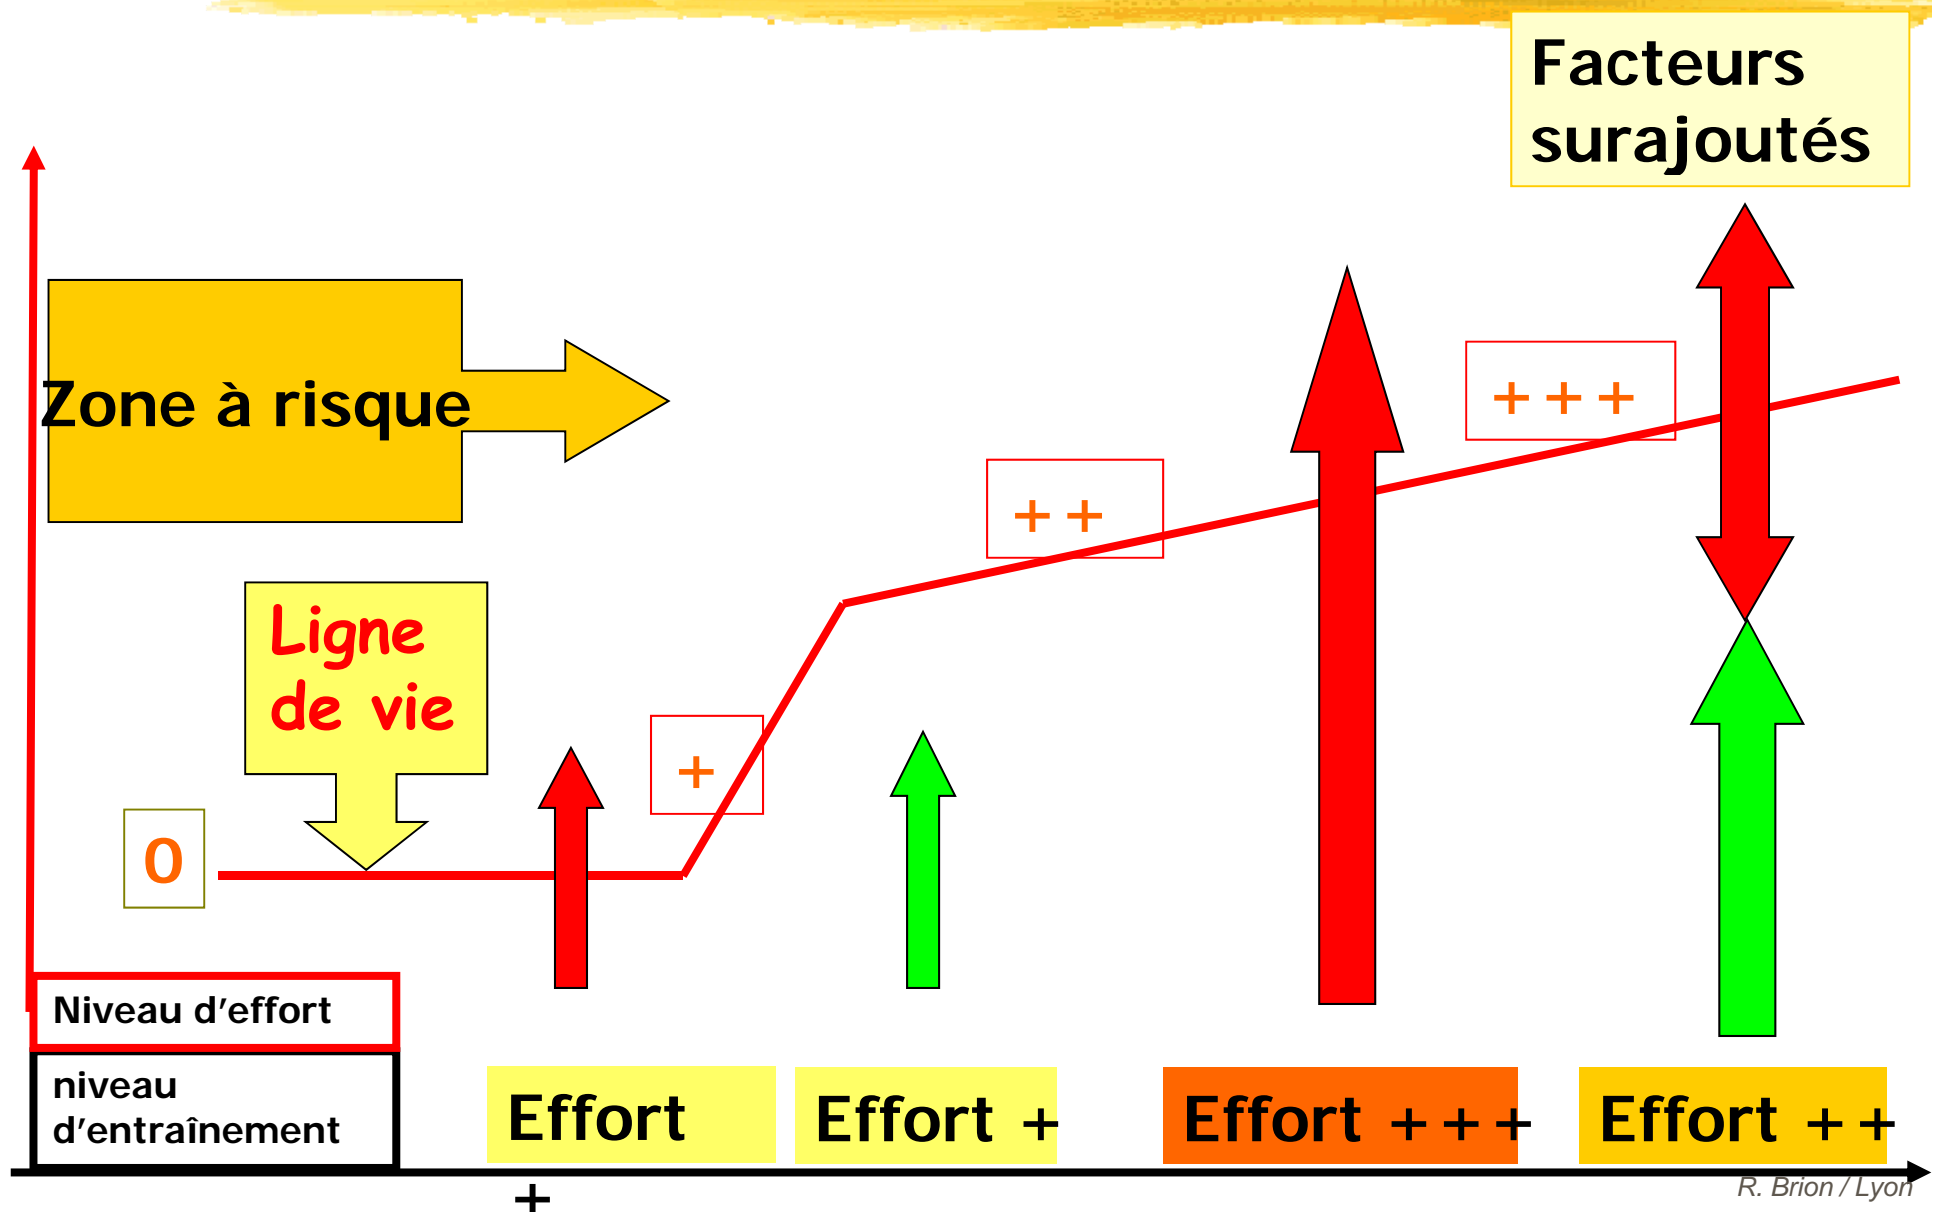 Facteurs
surajoutés
Zone à risque
+++
++
Ligne
de vie
+
0
Niveau d’effort
niveau
d’entraînement
Effort
+
Effort +
Effort +++
Effort ++
R. Brion / Lyon